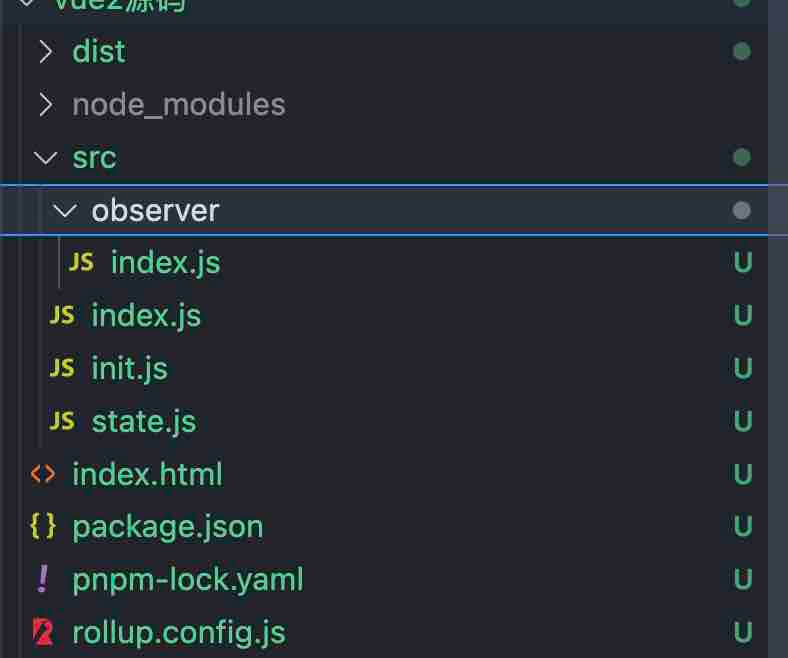 vue2源码
dist
node_modules
src
observer
JS index.js U
JS index.js U
JS init.js U
JS state.js U
<> index.html U
{} package.json U
! pnpm-lock.yaml U
rollup.config.js U